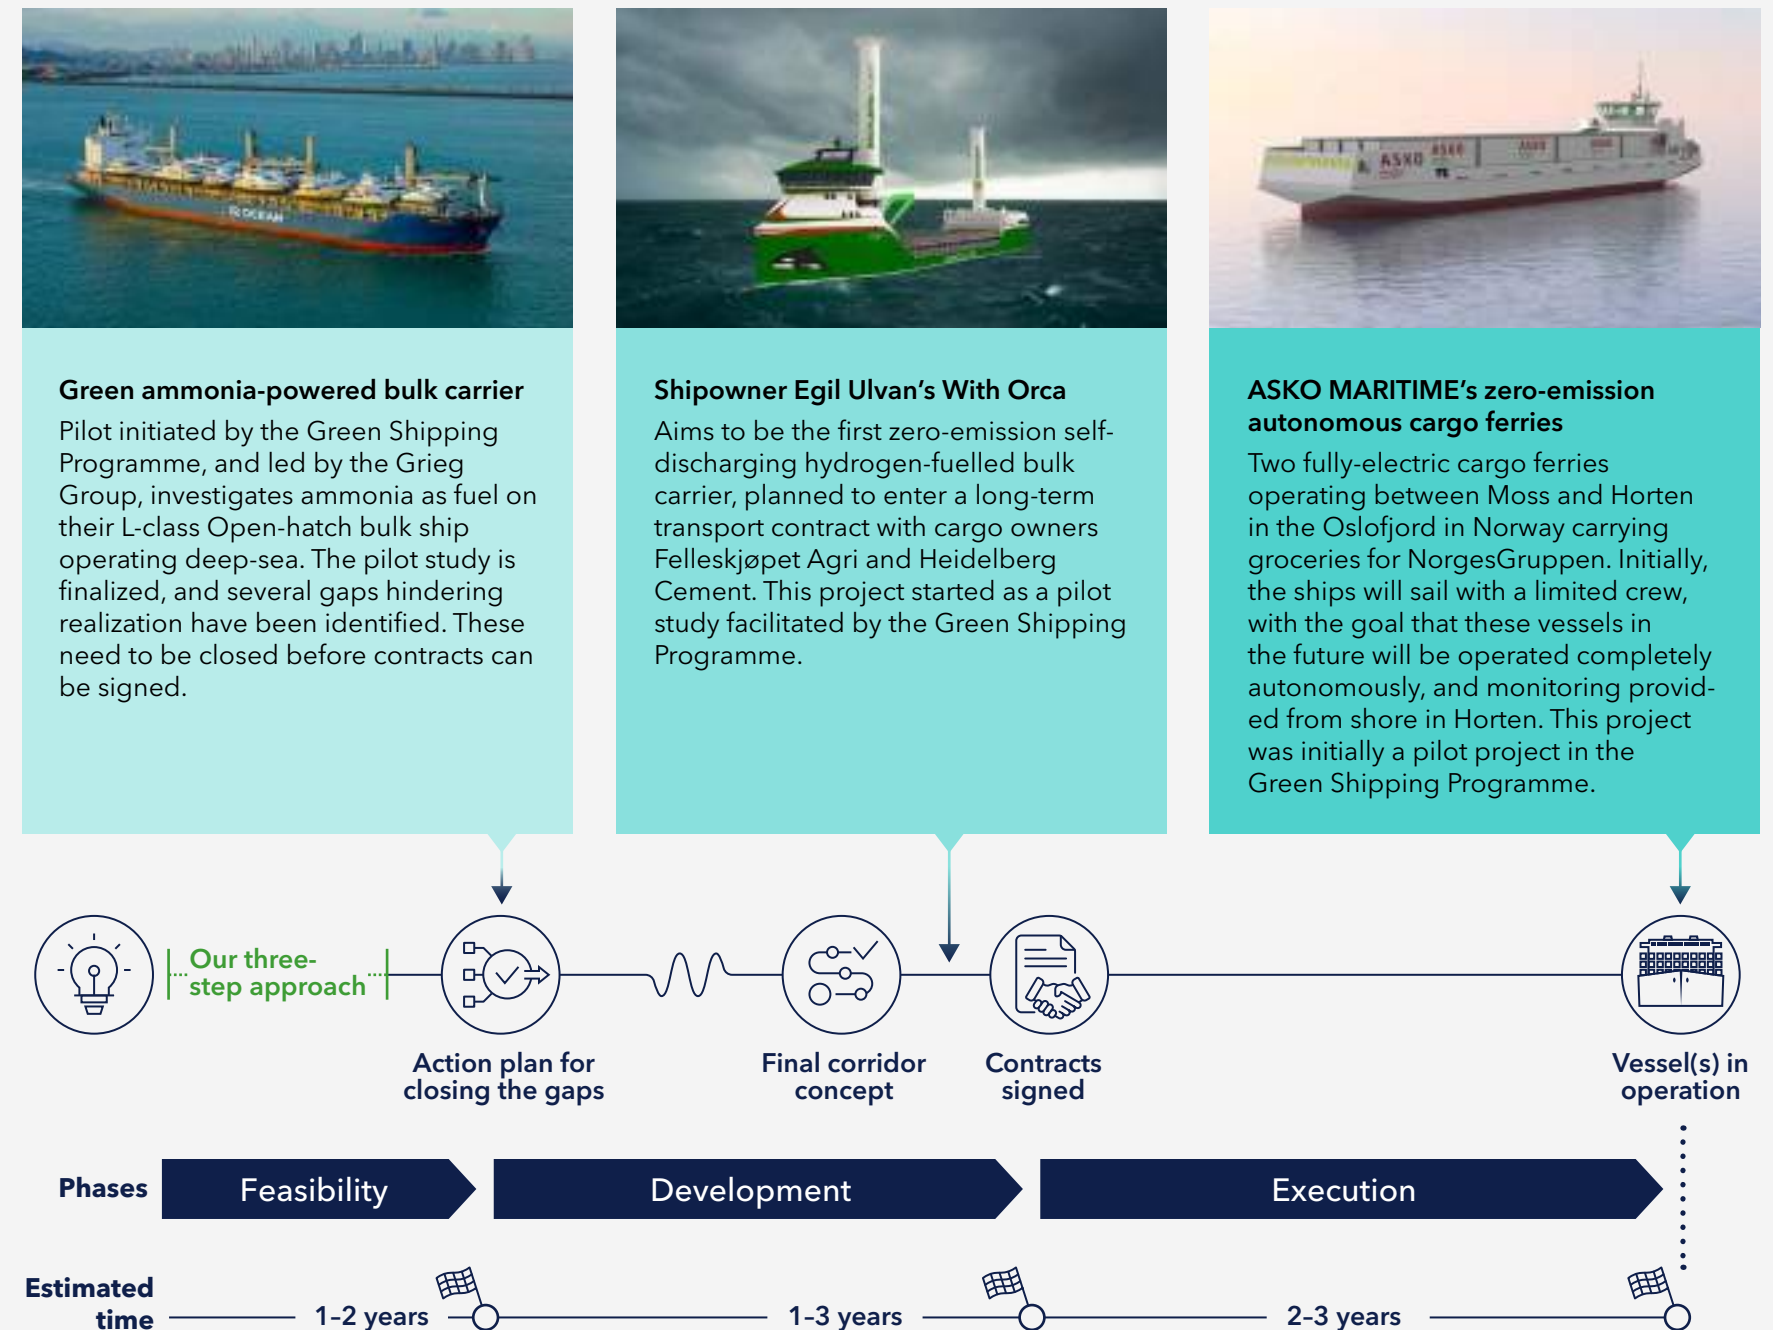 G2 OCEAN
ASKO
ASKO
ASKO
ASKO
Green ammonia-powered bulk carrier
Pilot initiated by the Green Shipping
Programme, and led by the Grieg
Group, investigates ammonia as fuel on
their L-class Open-hatch bulk ship
operating deep-sea. The pilot study is
finalized, and several gaps hindering
realization have been identified. These
need to be closed before contracts can
be signed.
Shipowner Egil Ulvan's With Orca
Aims to be the first zero-emission self-
discharging hydrogen-fuelled bulk
carrier, planned to enter a long-term
transport contract with cargo owners
Felleskjøpet Agri and Heidelberg
Cement. This project started as a pilot
study facilitated by the Green Shipping
Programme.
ASKO MARITIME's zero-emission
autonomous cargo ferries
Two fully-electric cargo ferries
operating between Moss and Horten
in the Oslofjord in Norway carrying
groceries for NorgesGruppen. Initially,
the ships will sail with a limited crew,
with the goal that these vessels in
the future will be operated completely
autonomously, and monitoring provid-
ed from shore in Horten. This project
was initially a pilot project in the
Green Shipping Programme.
Our three-
step approach
Action plan for
closing the gaps
Final corridor
concept
Contracts
signed
Vessel(s) in
operation
Phases
Feasibility
Development
Execution
Estimated
time
1–2 years
1–3 years
2–3 years